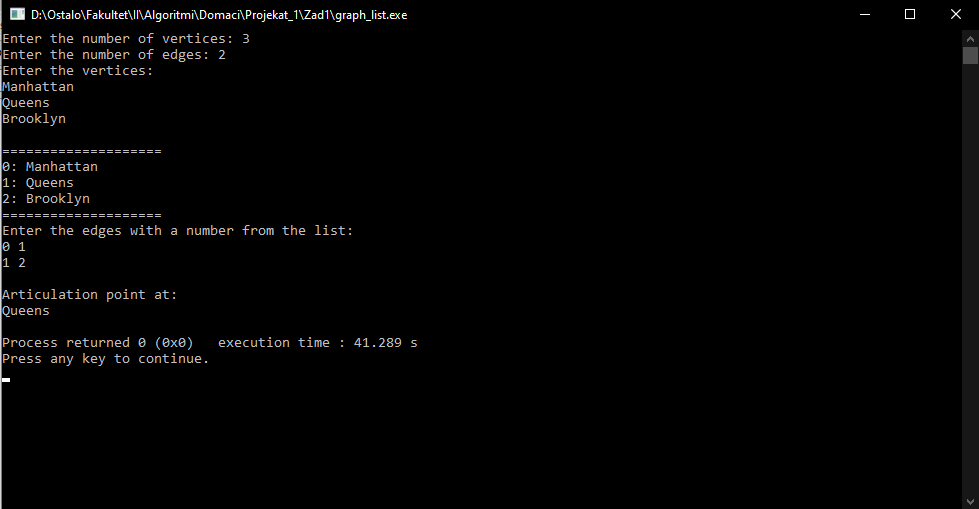 D:\Ostalo\Fakultet\II\Algoritmi\Domaci\Projekat_1\Zad1\graph_list.exe
Enter the number of vertices: 3
Enter the number of edges: 2
Enter the vertices:
Manhattan
Queens
Brooklyn
====================
0: Manhattan
1: Queens
2: Brooklyn
====================
Enter the edges with a number from the list:
0 1
1 2
Articulation point at:
Queens
Process returned 0 (0x0)   execution time : 41.289 s
Press any key to continue.